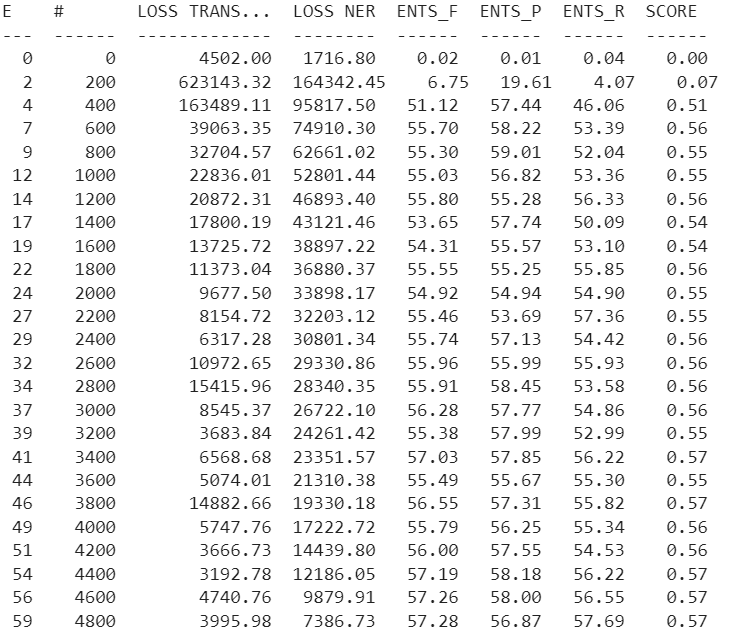 E # LOSS TRANS... LOSS NER ENTS_F ENTS_P ENTS_R SCORE
--- ------ ------------- -------- ------ ------ ------ ------
0 0 4502.00 1716.80 0.02 0.01 0.04 0.00
2 200 623143.32 164342.45 6.75 19.61 4.07 0.07
4 400 163489.11 95817.50 51.12 57.44 46.06 0.51
7 600 39063.35 74910.30 55.70 58.22 53.39 0.56
9 800 32704.57 62661.02 55.30 59.01 52.04 0.55
12 1000 22836.01 52801.44 55.03 56.82 53.36 0.55
14 1200 20872.31 46893.40 55.80 55.28 56.33 0.56
17 1400 17800.19 43121.46 53.65 57.74 50.09 0.54
19 1600 13725.72 38897.22 54.31 55.57 53.10 0.54
22 1800 11373.04 36880.37 55.55 55.25 55.85 0.56
24 2000 9677.50 33898.17 54.92 54.94 54.90 0.55
27 2200 8154.72 32203.12 55.46 53.69 57.36 0.55
29 2400 6317.28 30801.34 55.74 57.13 54.42 0.56
32 2600 10972.65 29330.86 55.96 55.99 55.93 0.56
34 2800 15415.96 28340.35 55.91 58.45 53.58 0.56
37 3000 8545.37 26722.10 56.28 57.77 54.86 0.56
39 3200 3683.84 24261.42 55.38 57.99 52.99 0.55
41 3400 6568.68 23351.57 57.03 57.85 56.22 0.57
44 3600 5074.01 21310.38 55.49 55.67 55.30 0.55
46 3800 14882.66 19330.18 56.55 57.31 55.82 0.57
49 4000 5747.76 17222.72 55.79 56.25 55.34 0.56
51 4200 3666.73 14439.80 56.00 57.55 54.53 0.56
54 4400 3192.78 12186.05 57.19 58.18 56.22 0.57
56 4600 4740.76 9879.91 57.26 58.00 56.55 0.57
59 4800 3995.98 7386.73 57.28 56.87 57.69 0.57